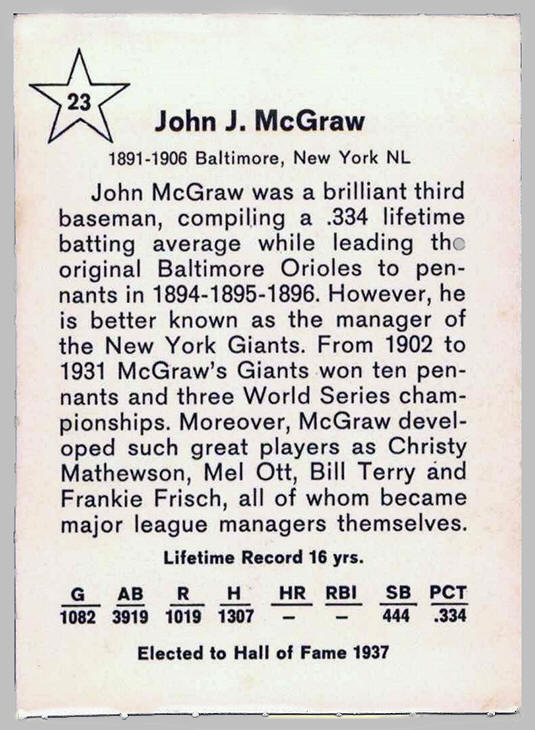 23
John J. McGraw
1891-1906 Baltimore, New York NL
John McGraw was a brilliant third
baseman, compiling a .334 lifetime
batting average while leading the
original Baltimore Orioles to pen-
nants in 1894-1895-1896. However, he
is better known as the manager of
the New York Giants. From 1902 to
1931 McGraw's Giants won ten pen-
nants and three World Series cham-
pionships. Moreover, McGraw devel-
oped such great players as Christy
Mathewson, Mel Ott, Bill Terry and
Frankie Frisch, all of whom became
major league managers themselves.
Lifetime Record 16 yrs.
G AB R H HR RBI SB PCT
1082 3919 1019 1307 – – 444 .334
Elected to Hall of Fame 1937